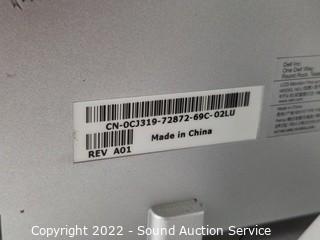 Dell Inc.
One Dell Way
Round Rock, Texas
CN-0CJ319-72872-69C-02LU
Made in China
REV A01
Copyright 2022 - Sound Auction Service